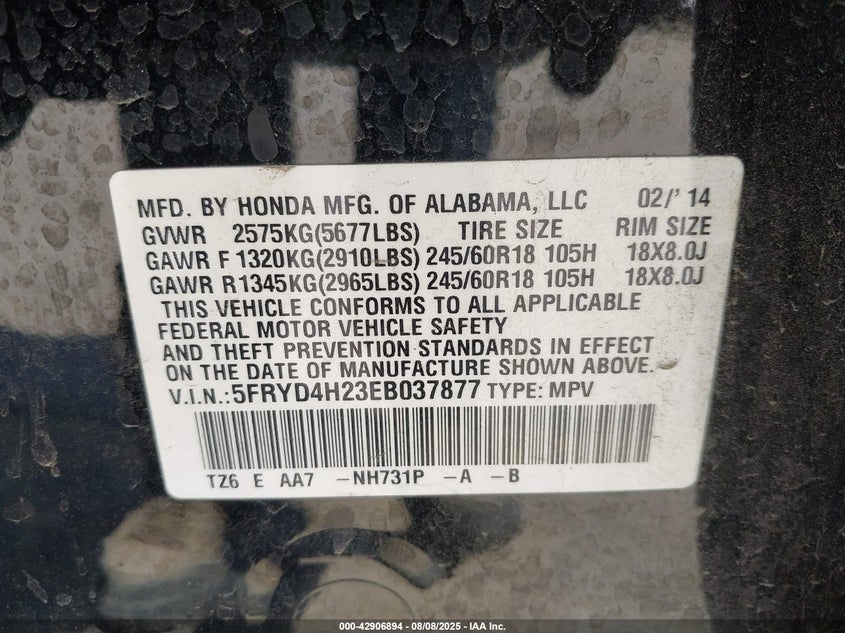 MFD. BY HONDA MFG. OF ALABAMA, LLC 02/' 14
GVWR 2575KG(5677LBS) TIRE SIZE RIM SIZE
GAWR F 1320KG(2910LBS) 245/60R18 105H 18X8.0J
GAWR R 1345KG(2965LBS) 245/60R18 105H 18X8.0J
THIS VEHICLE CONFORMS TO ALL APPLICABLE
FEDERAL MOTOR VEHICLE SAFETY
AND THEFT PREVENTION STANDARDS IN EFFECT
ON THE DATE OF MANUFACTURE SHOWN ABOVE.
V.I.N.:5FRYD4H23EB037877 TYPE: MPV
TZ6 E AA7 -NH731P -A -B
000-42906894 - 08/08/2025 - IAA Inc.